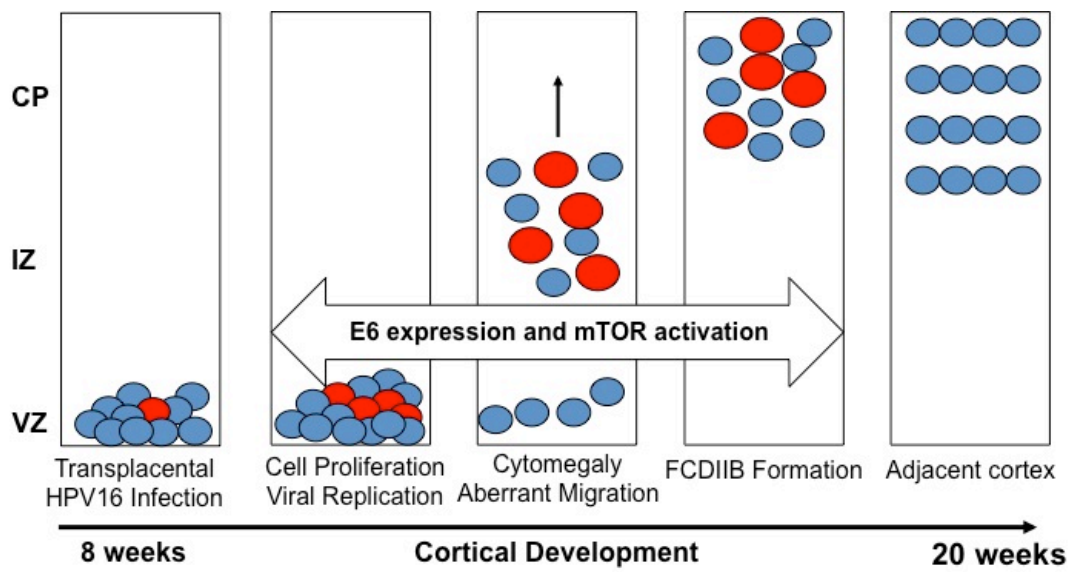 CP
IZ
VZ
E6 expression and mTOR activation
Transplacental
HPV16 Infection
Cell Proliferation
Viral Replication
Cytomegaly
Aberrant Migration
FCDIIB Formation
Adjacent cortex
8 weeks
Cortical Development
20 weeks